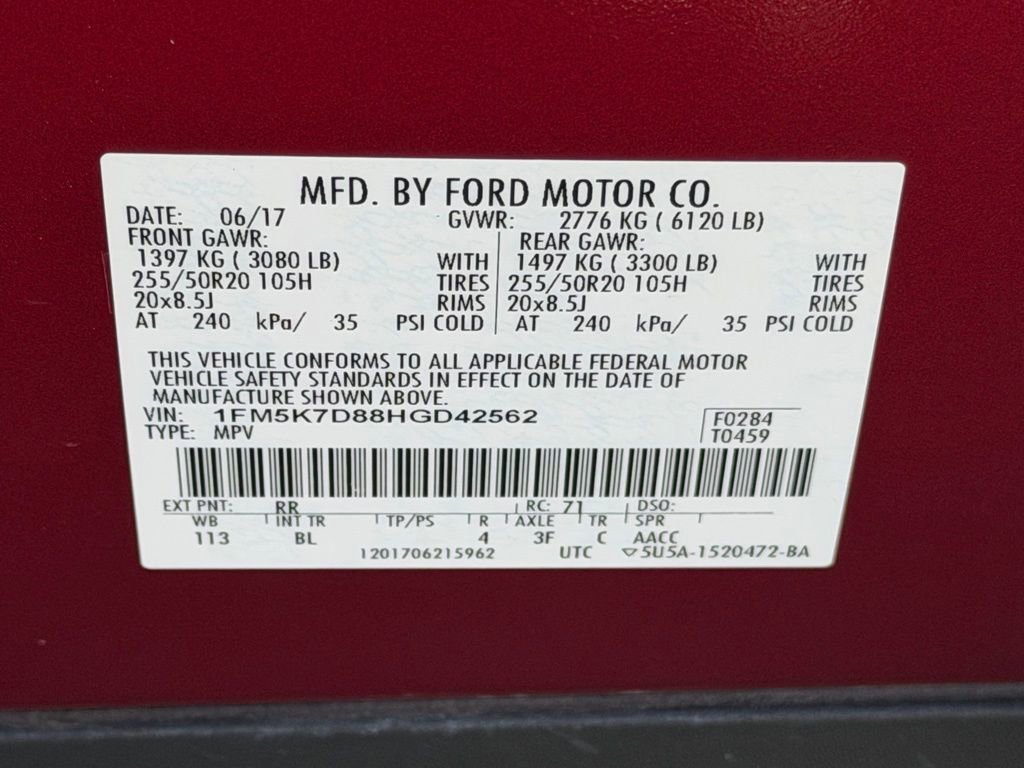 MFD. BY FORD MOTOR CO.
DATE: 06/17 GVWR: 2776 KG ( 6120 LB)
FRONT GAWR: REAR GAWR:
1397 KG ( 3080 LB) WITH 1497 KG ( 3300 LB) WITH
255/50R20 105H TIRES 255/50R20 105H TIRES
20x8.5J RIMS 20x8.5J RIMS
AT 240 kPa/ 35 PSI COLD AT 240 kPa/ 35 PSI COLD
THIS VEHICLE CONFORMS TO ALL APPLICABLE FEDERAL MOTOR
VEHICLE SAFETY STANDARDS IN EFFECT ON THE DATE OF
MANUFACTURE SHOWN ABOVE.
VIN: 1FM5K7D88HGD42562 F0284
TYPE: MPV T0459
EXT PNT: RR RC: 71 DSO:
WB INT TR TP/PS R AXLE TR SPR
113 BL 4 3F C AACC
1201706215962 UTC ▽5U5A-1520472-BA